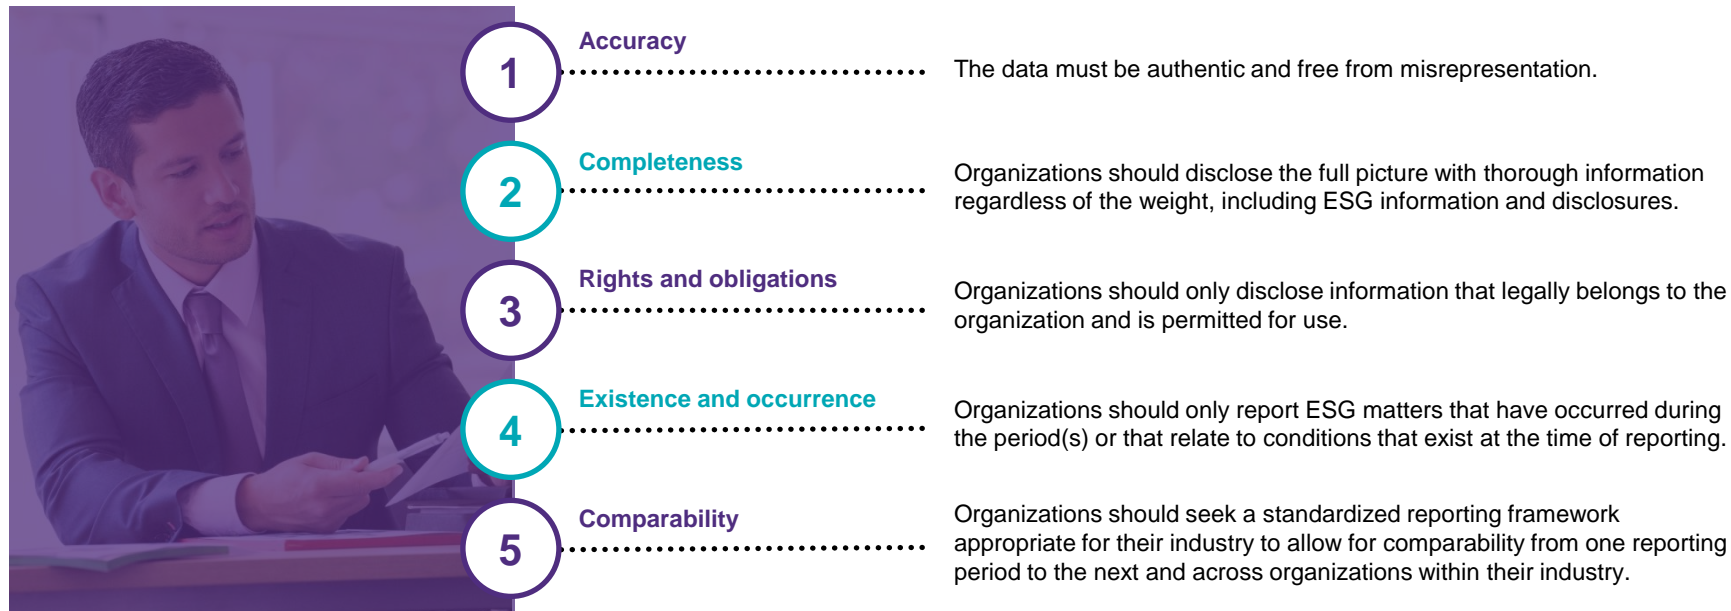 1
Accuracy
The data must be authentic and free from misrepresentation.
2
Completeness
Organizations should disclose the full picture with thorough information
regardless of the weight, including ESG information and disclosures.
3
Rights and obligations
Organizations should only disclose information that legally belongs to the
organization and is permitted for use.
4
Existence and occurrence
Organizations should only report ESG matters that have occurred during
the period(s) or that relate to conditions that exist at the time of reporting.
5
Comparability
Organizations should seek a standardized reporting framework
appropriate for their industry to allow for comparability from one reporting
period to the next and across organizations within their industry.